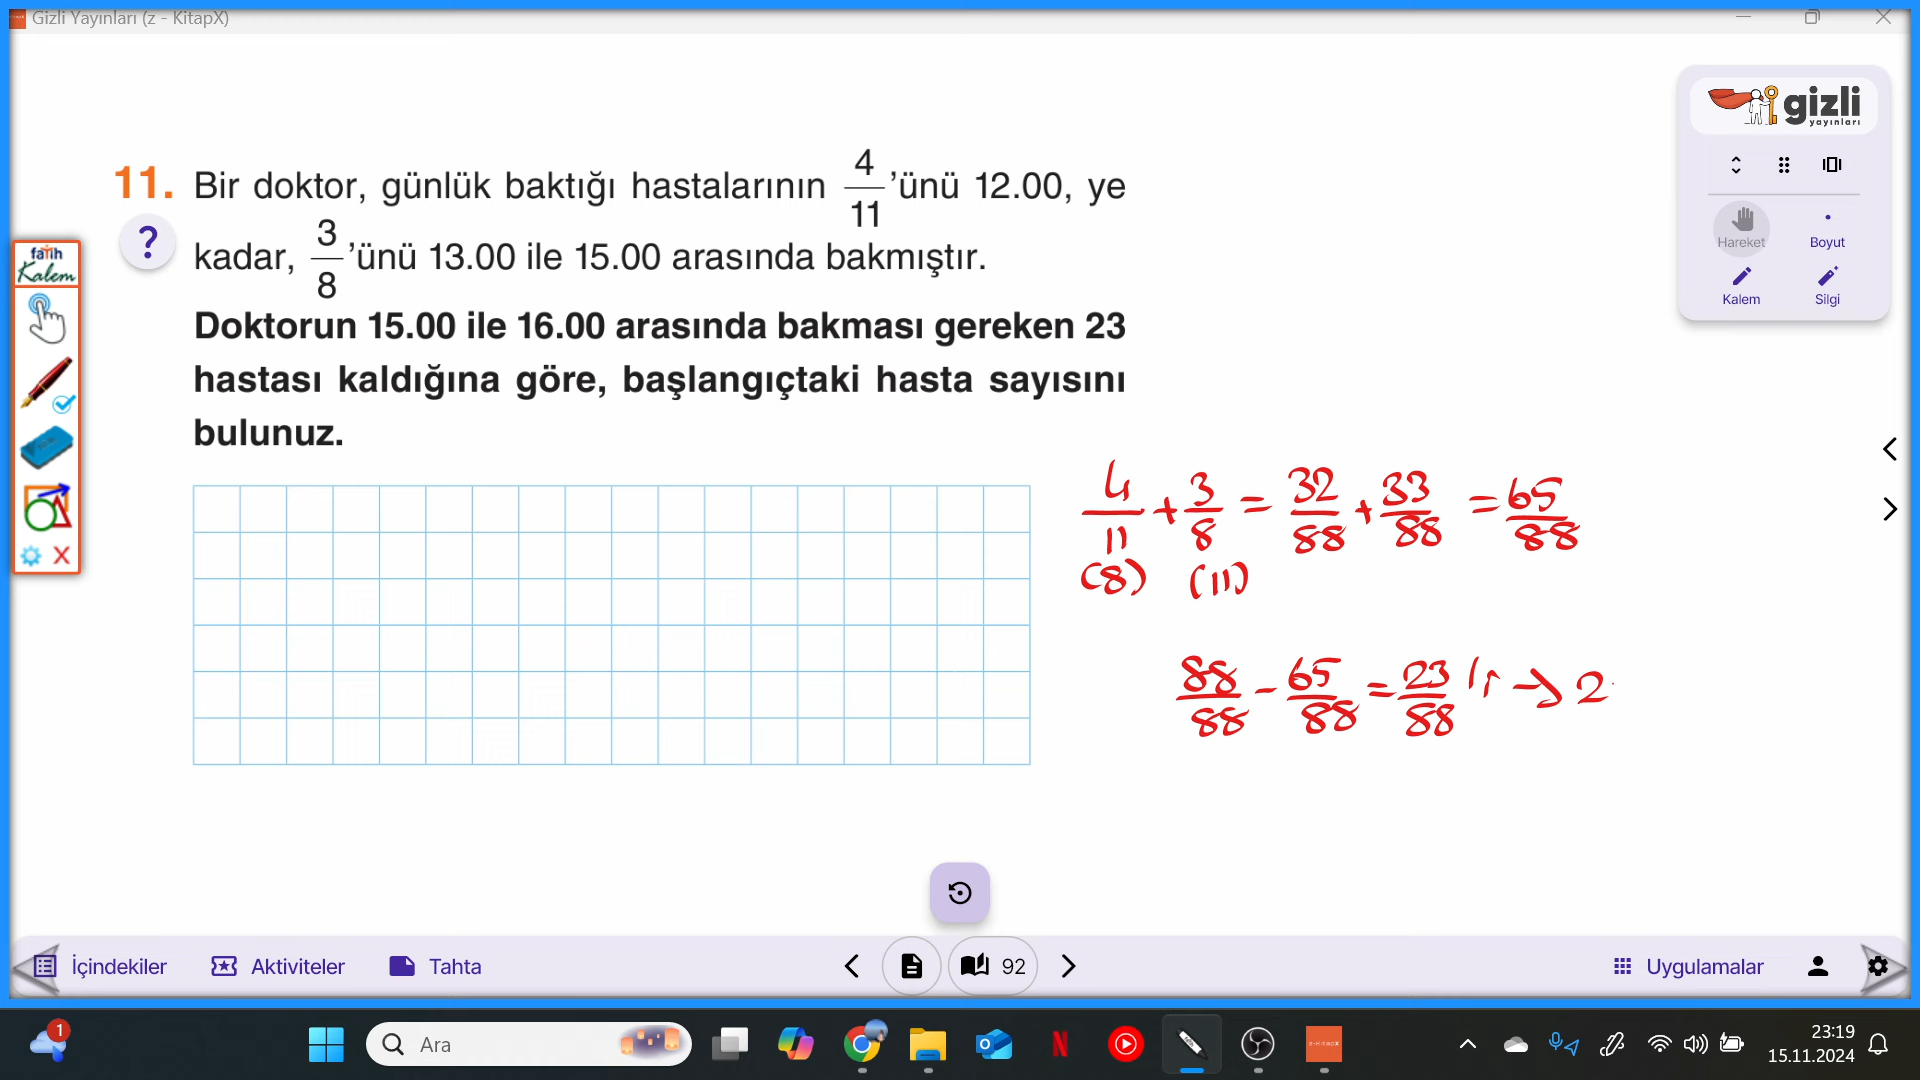 Gizli Yayınları (z - KitapX)
gizli
yayınları
Hareket
Boyut
Kalem
Silgi
fatih
Kalem
11. Bir doktor, günlük baktığı hastalarının 4/11 'ünü 12.00, ye
kadar, 3/8 'ünü 13.00 ile 15.00 arasında bakmıştır.
?
Doktorun 15.00 ile 16.00 arasında bakması gereken 23
hastası kaldığına göre, başlangıçtaki hasta sayısını
bulunuz.
4/11 + 3/8 = 32/88 + 33/88 = 65/88
(8) (11)
88/88 - 65/88 = 23/88 'i → 2
İçindekiler
Aktiviteler
Tahta
92
Uygulamalar
1
Ara
23:19
15.11.2024